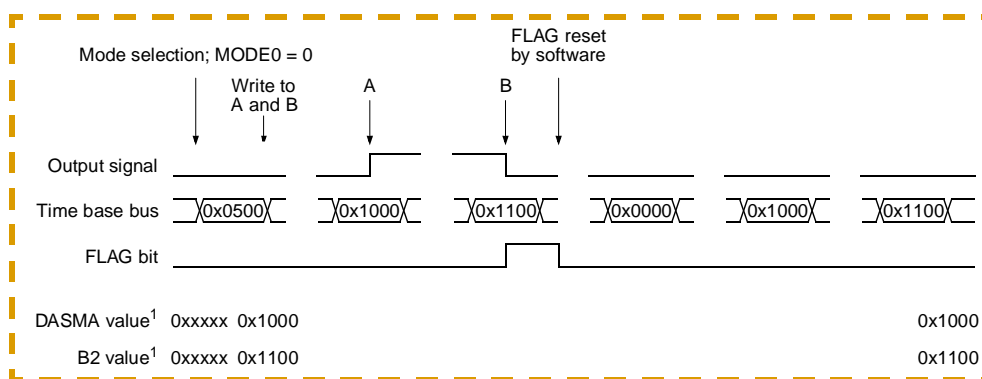 FLAG reset
by software
Mode selection; MODE0 = 0
Write to
A and B
A
B
Output signal
Time base bus 0x0500 0x1000 0x1100 0x0000 0x1000 0x1100
FLAG bit
DASMA value1 0xxxxx 0x1000 0x1000
B2 value1 0xxxxx 0x1100 0x1100